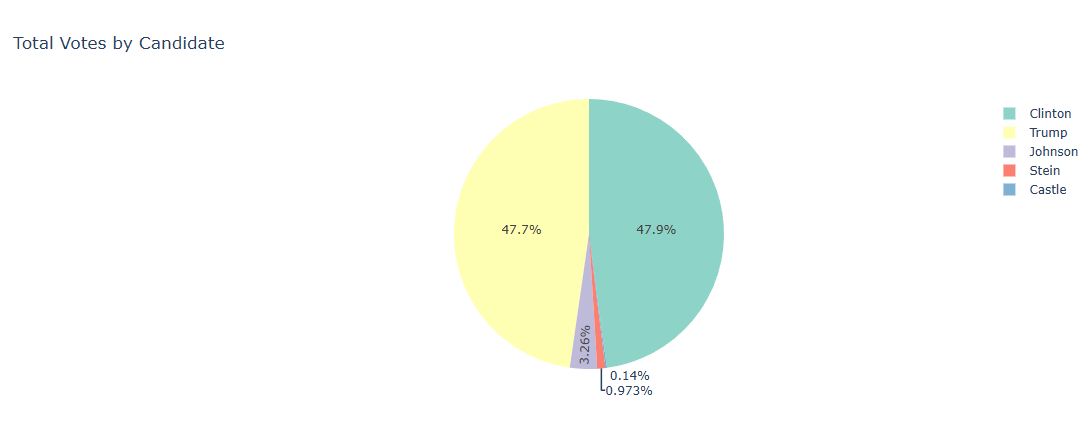 Total Votes by Candidate
Clinton
Trump
Johnson
Stein
Castle
47.7%
47.9%
3.26%
0.14%
0.973%